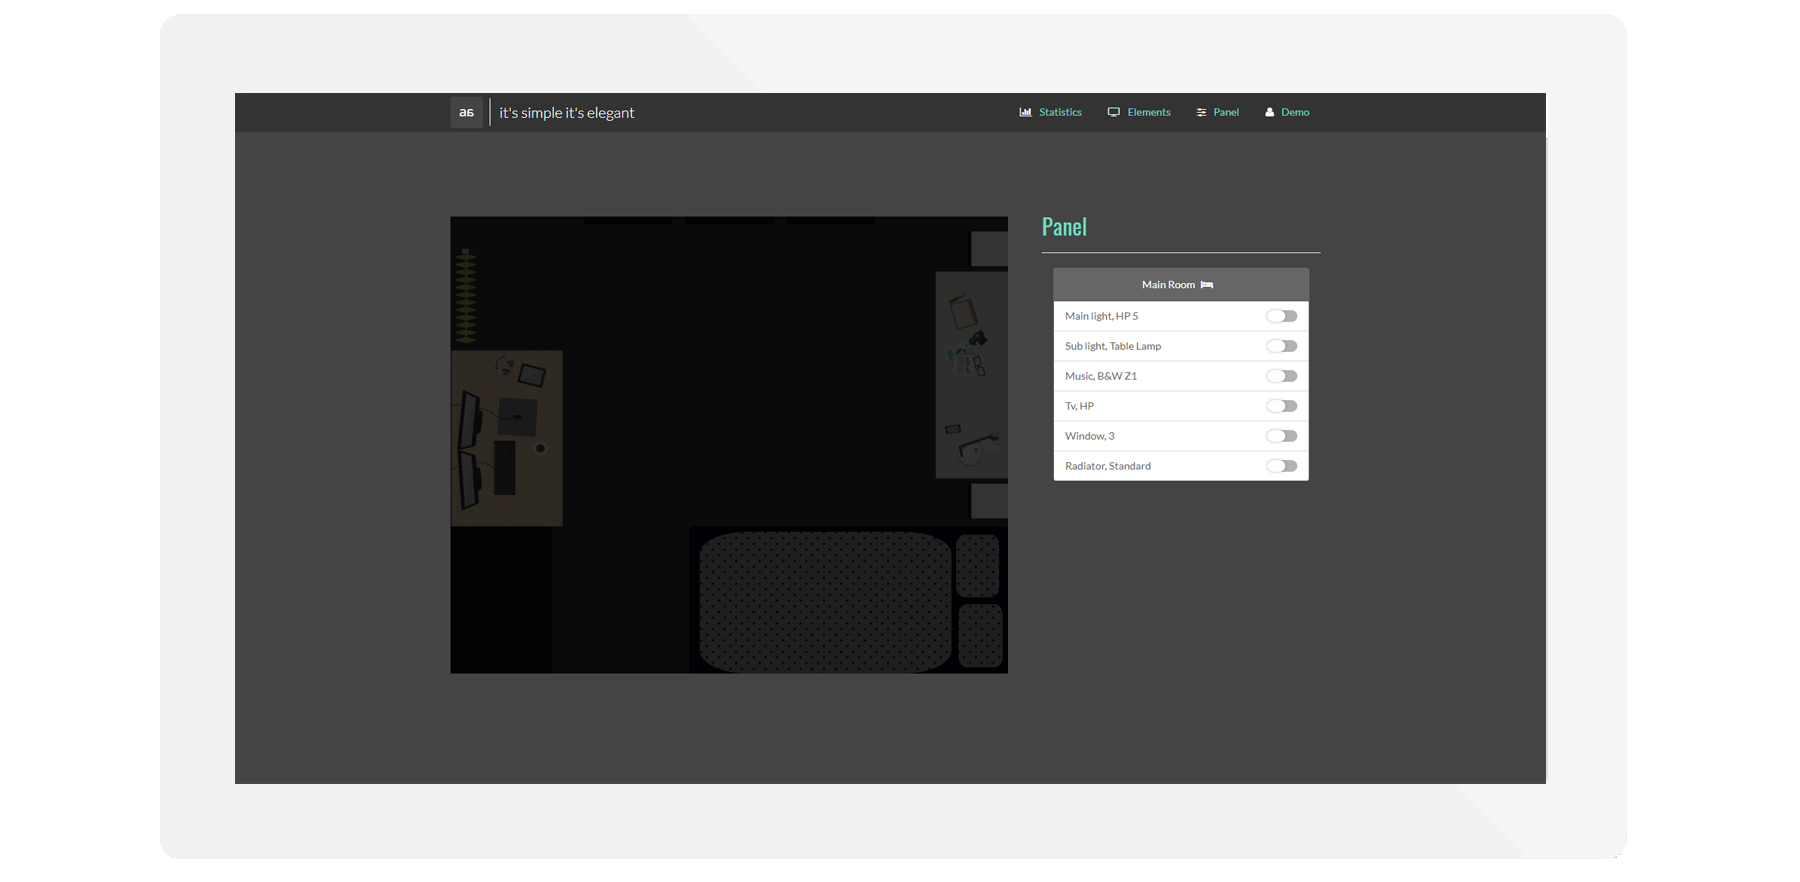 aa
it's simple it's elegant
Statistics
Elements
Panel
Demo
Panel
Main Room
Main light, HP 5
Sub light, Table Lamp
Music, B&W Z1
Tv, HP
Window, 3
Radiator, Standard